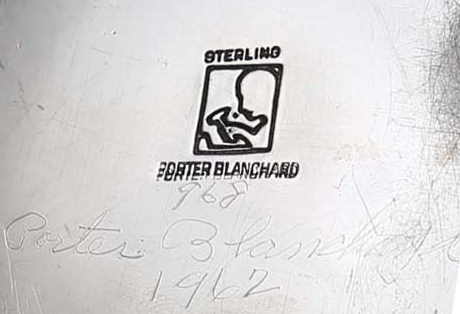 STERLING
PORTER BLANCHARD
968
Porter Blanchard
1962